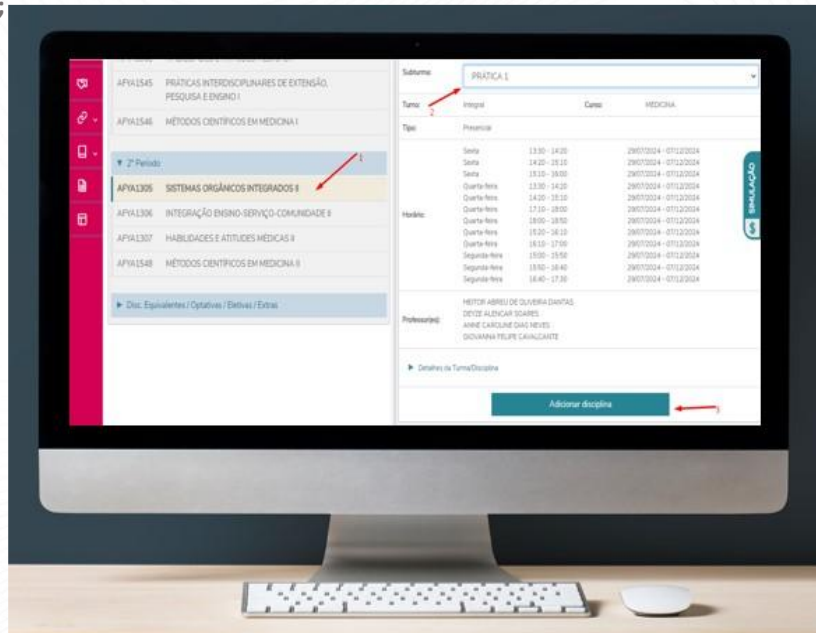 AFYA1545 PRÁTICAS INTERDISCIPLINARES DE EXTENSÃO,
PESQUISA E ENSINO I
AFYA1546 MÉTODOS CIENTÍFICOS EM MEDICINA I
▼ 2° Período
1
AFYA1305 SISTEMAS ORGÂNICOS INTEGRADOS II
AFYA1306 INTEGRAÇÃO ENSINO-SERVIÇO-COMUNIDADE II
AFYA1307 HABILIDADES E ATITUDES MÉDICAS II
AFYA1548 MÉTODOS CIENTÍFICOS EM MEDICINA II
► Disc. Equivalentes / Optativas / Eletivas / Extras
Subturma: PRÁTICA 1
2
Turno: Integral Curso: MEDICINA
Tipo: Presencial
Horário:
Sexta 13:30 - 14:20 29/07/2024 - 07/12/2024
Sexta 14:20 - 15:10 29/07/2024 - 07/12/2024
Sexta 15:10 - 16:00 29/07/2024 - 07/12/2024
Quarta-feira 13:30 - 14:20 29/07/2024 - 07/12/2024
Quarta-feira 14:20 - 15:10 29/07/2024 - 07/12/2024
Quarta-feira 17:10 - 18:00 29/07/2024 - 07/12/2024
Quarta-feira 18:00 - 18:50 29/07/2024 - 07/12/2024
Quarta-feira 15:20 - 16:10 29/07/2024 - 07/12/2024
Quarta-feira 16:10 - 17:00 29/07/2024 - 07/12/2024
Segunda-feira 15:00 - 15:50 29/07/2024 - 07/12/2024
Segunda-feira 15:50 - 16:40 29/07/2024 - 07/12/2024
Segunda-feira 16:40 - 17:30 29/07/2024 - 07/12/2024
Professor(es):
HEITOR ABREU DE OLIVEIRA DANTAS
DEYZE ALENCAR SOARES
ANNE CAROLINE DIAS NEVES
GIOVANNA FELIPE CAVALCANTE
► Detalhes da Turma/Disciplina
Adicionar disciplina
3
$ SIMULAÇÃO